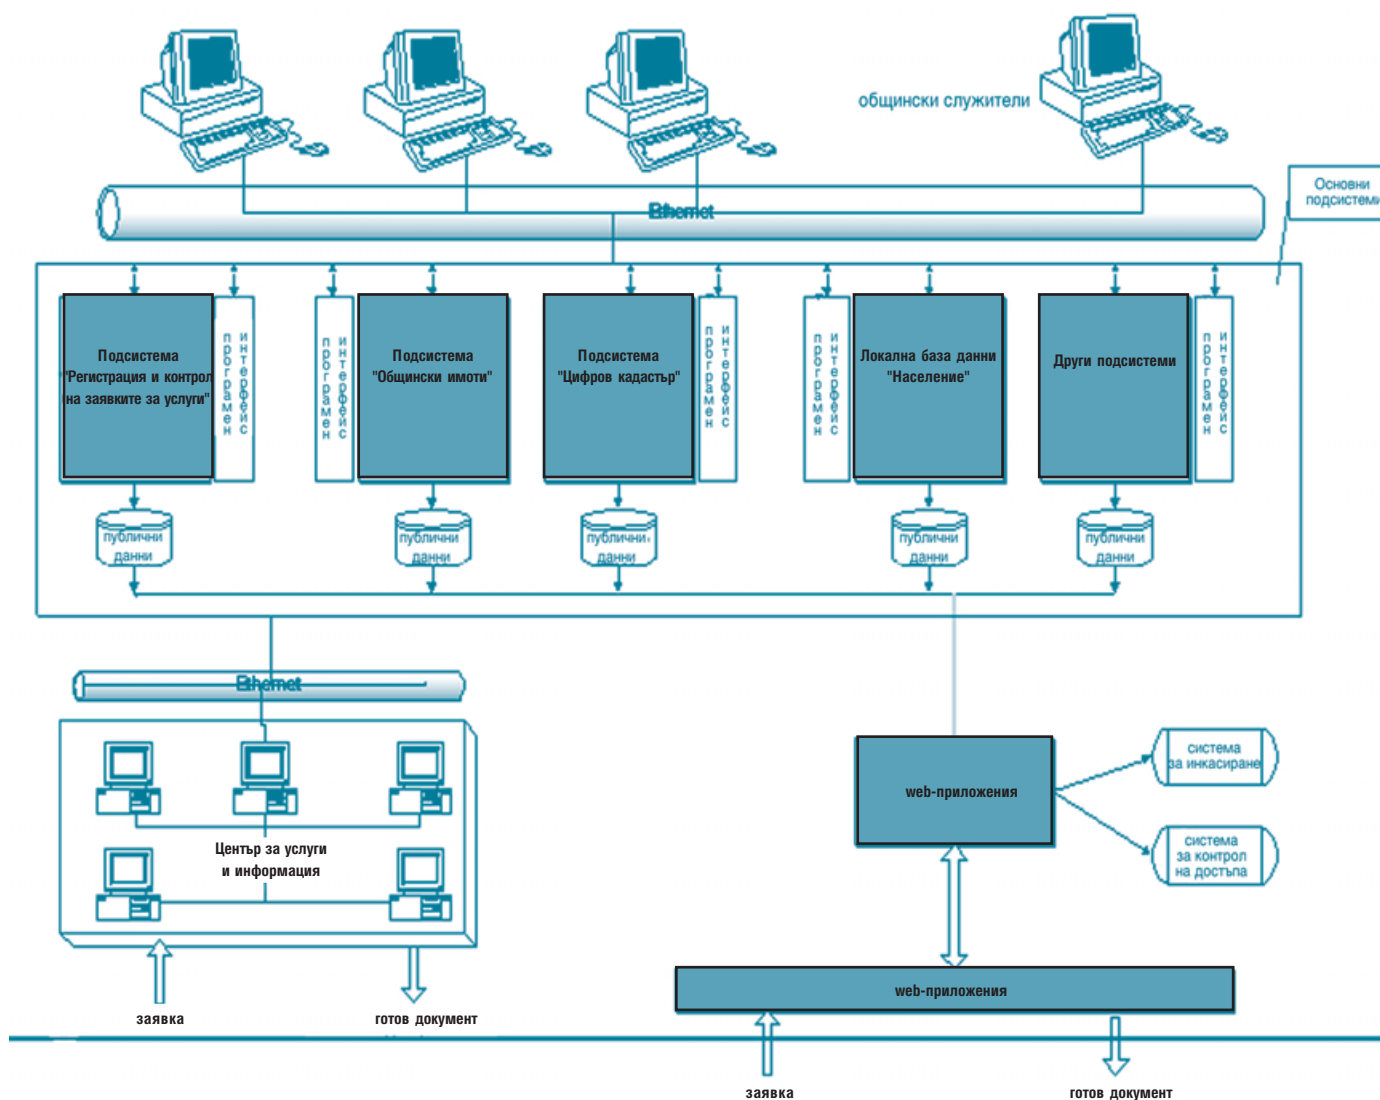 общински служители
Основни
подсистеми
Ethernet
Подсистема
"Регистрация и контрол
на заявките за услуги"
програмен
интерфейс
програмен
интерфейс
Подсистема
"Общински имоти"
Подсистема
"Цифров кадастър"
програмен
интерфейс
програмен
интерфейс
Локална база данни
"Население"
Други подсистеми
програмен
интерфейс
публични
данни
публични
данни
публични
данни
публични
данни
публични
данни
Ethernet
Център за услуги
и информация
web-приложения
система
за инкасиране
система
за контрол
на достъпа
web-приложения
заявка
готов документ
заявка
готов документ